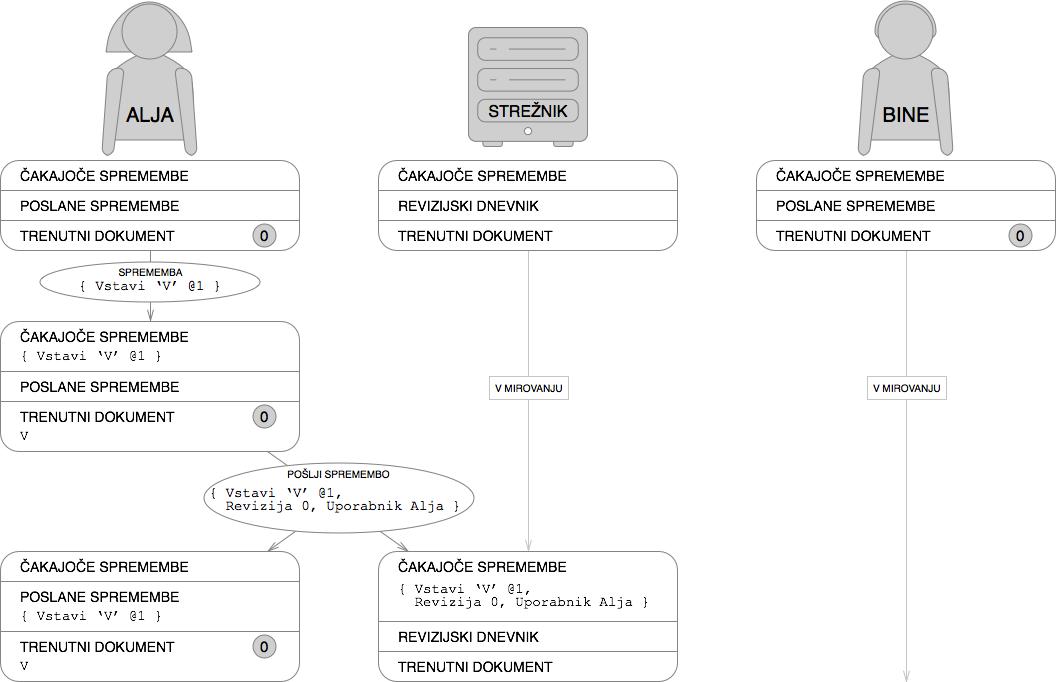 ALJA
STREŽNIK
BINE
ČAKAJOČE SPREMEMBE
POSLANE SPREMEMBE
TRENUTNI DOKUMENT 0
ČAKAJOČE SPREMEMBE
REVIZIJSKI DNEVNIK
TRENUTNI DOKUMENT
ČAKAJOČE SPREMEMBE
POSLANE SPREMEMBE
TRENUTNI DOKUMENT 0
SPREMEMBA
{ Vstavi ‘V’ @1 }
ČAKAJOČE SPREMEMBE
{ Vstavi ‘V’ @1 }
POSLANE SPREMEMBE
TRENUTNI DOKUMENT 0
V
V MIROVANJU
V MIROVANJU
POŠLJI SPREMEMBO
{ Vstavi ‘V’ @1,
Revizija 0, Uporabnik Alja }
ČAKAJOČE SPREMEMBE
POSLANE SPREMEMBE
{ Vstavi ‘V’ @1 }
TRENUTNI DOKUMENT 0
V
ČAKAJOČE SPREMEMBE
{ Vstavi ‘V’ @1,
Revizija 0, Uporabnik Alja }
REVIZIJSKI DNEVNIK
TRENUTNI DOKUMENT